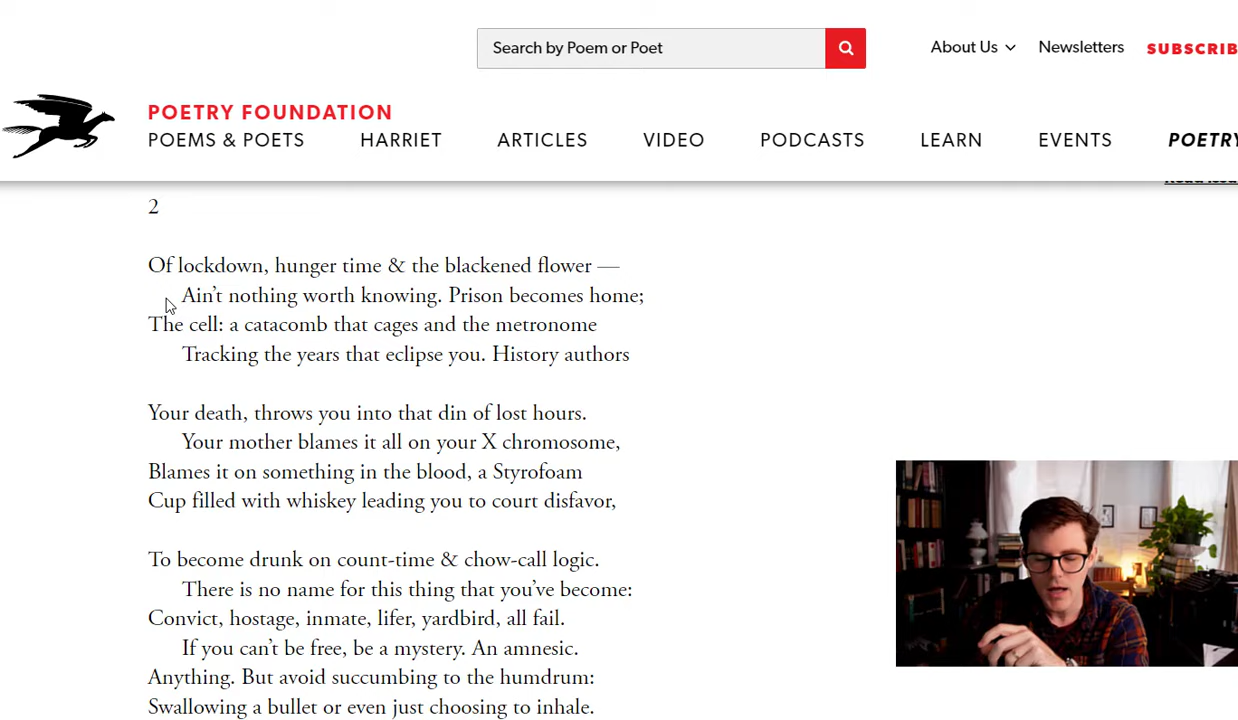 Search by Poem or Poet
About Us
Newsletters
SUBSCRIB
POETRY FOUNDATION
POEMS & POETS
HARRIET
ARTICLES
VIDEO
PODCASTS
LEARN
EVENTS
POETRY
2
Of lockdown, hunger time & the blackened flower —
Ain't nothing worth knowing. Prison becomes home;
The cell: a catacomb that cages and the metronome
Tracking the years that eclipse you. History authors
Your death, throws you into that din of lost hours.
Your mother blames it all on your X chromosome,
Blames it on something in the blood, a Styrofoam
Cup filled with whiskey leading you to court disfavor,
To become drunk on count-time & chow-call logic.
There is no name for this thing that you've become:
Convict, hostage, inmate, lifer, yardbird, all fail.
If you can't be free, be a mystery. An amnesic.
Anything. But avoid succumbing to the humdrum:
Swallowing a bullet or even just choosing to inhale.